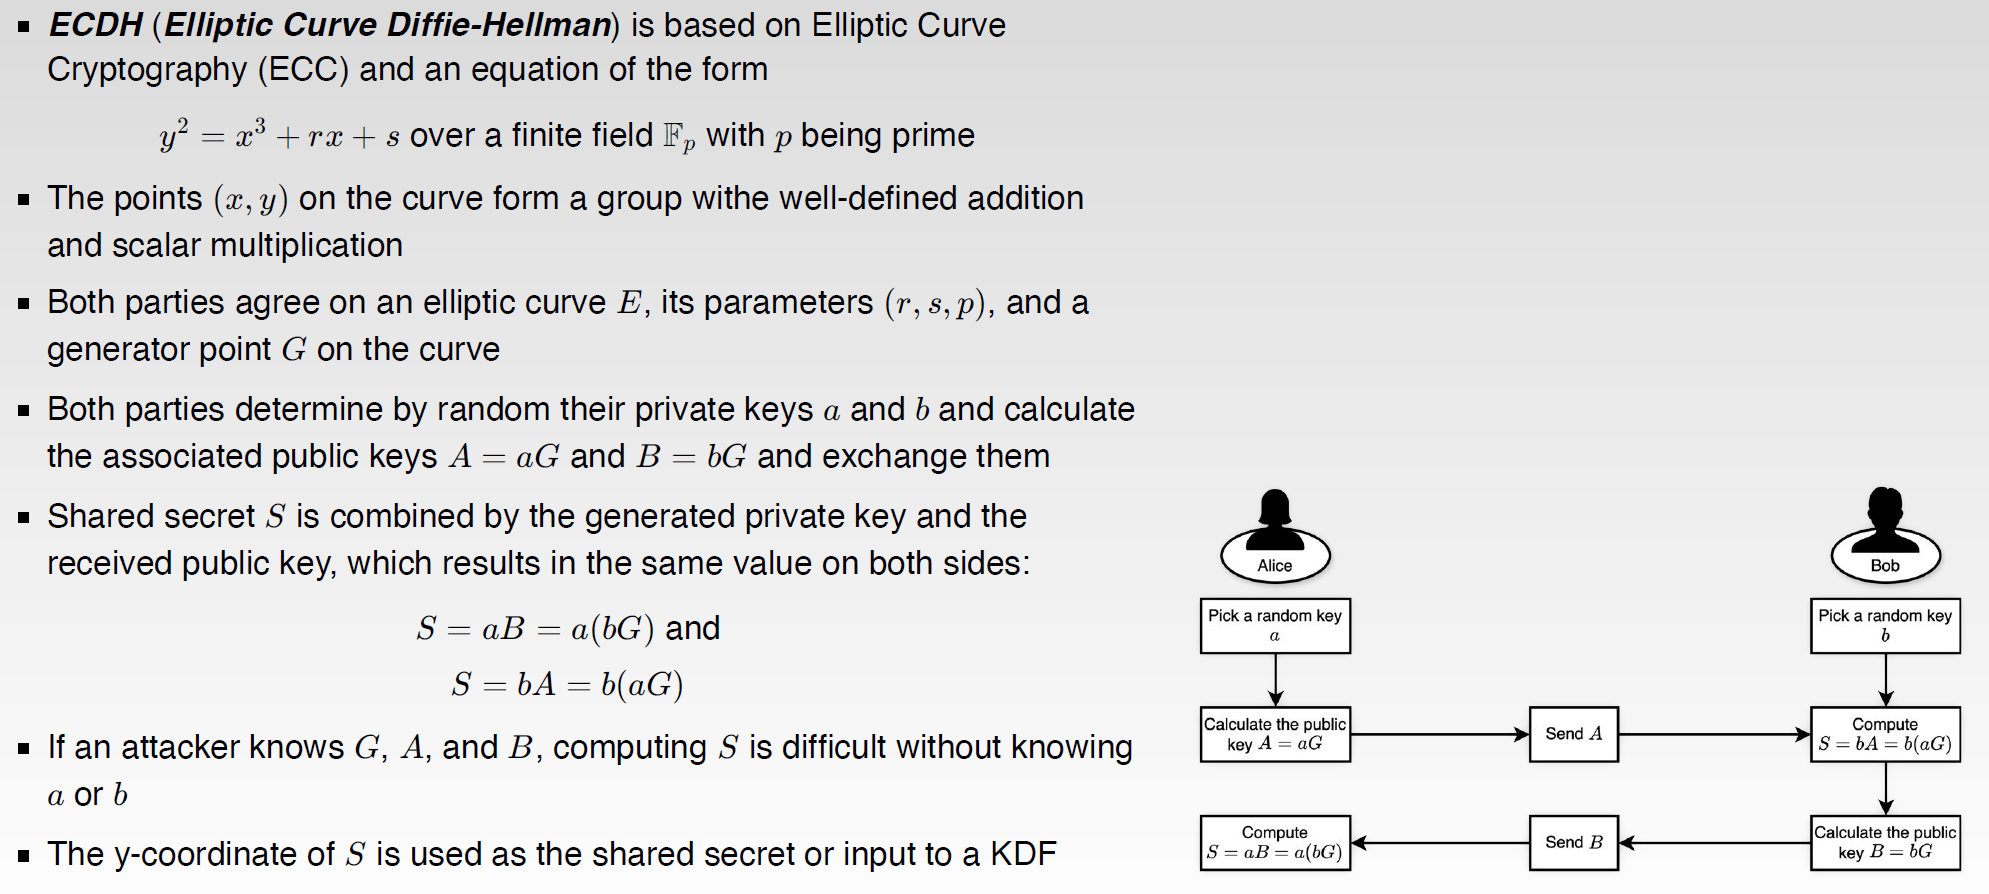 ▪ ECDH (Elliptic Curve Diffie-Hellman) is based on Elliptic Curve
Cryptography (ECC) and an equation of the form
y² = x³ + rx + s over a finite field 𝔽ₚ with p being prime
▪ The points (x, y) on the curve form a group withe well-defined addition
and scalar multiplication
▪ Both parties agree on an elliptic curve E, its parameters (r, s, p), and a
generator point G on the curve
▪ Both parties determine by random their private keys a and b and calculate
the associated public keys A = aG and B = bG and exchange them
▪ Shared secret S is combined by the generated private key and the
received public key, which results in the same value on both sides:
S = aB = a(bG) and
S = bA = b(aG)
▪ If an attacker knows G, A, and B, computing S is difficult without knowing
a or b
▪ The y-coordinate of S is used as the shared secret or input to a KDF
Alice
Bob
Pick a random key
a
Pick a random key
b
Calculate the public
key A = aG
Send A
Compute
S = bA = b(aG)
Compute
S = aB = a(bG)
Send B
Calculate the public
key B = bG